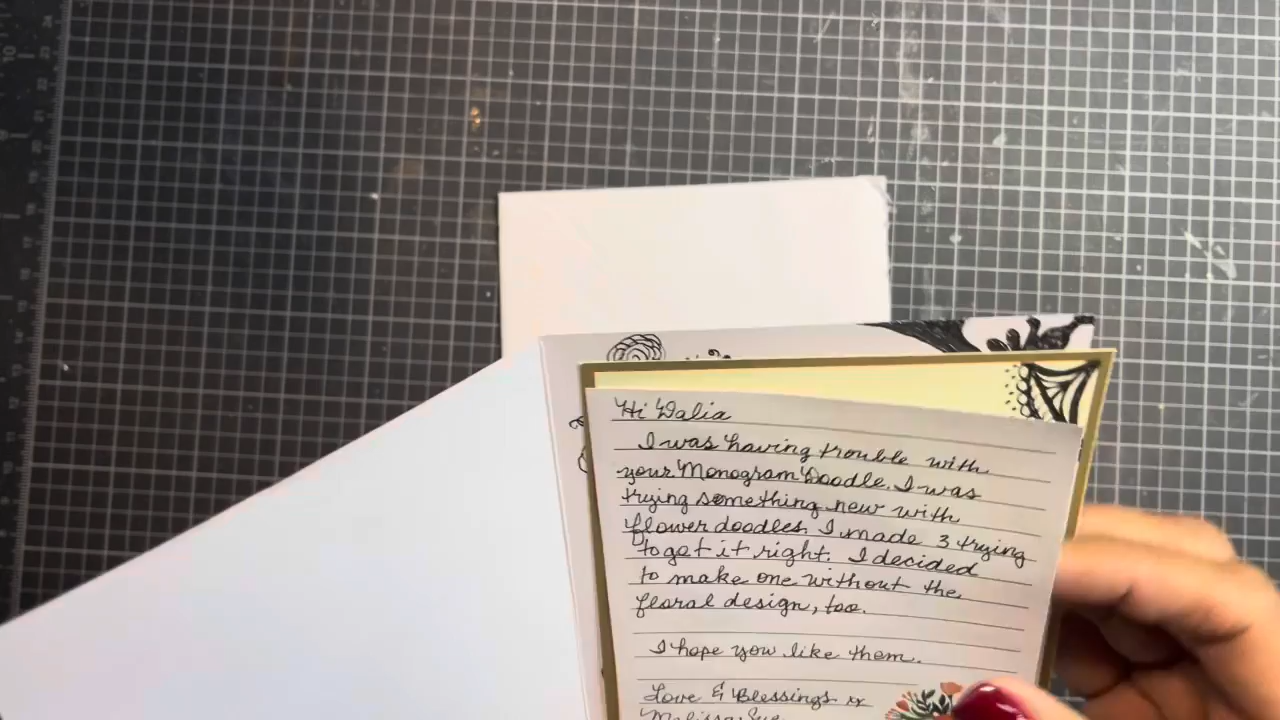 Hi Dalia
I was having trouble with
your Monogram Doodle. I was
trying something new with
flower doodles. I made 3 trying
to get it right. I decided
to make one without the
floral design, too.
I hope you like them.
Love & Blessings xx
Melissa Sue